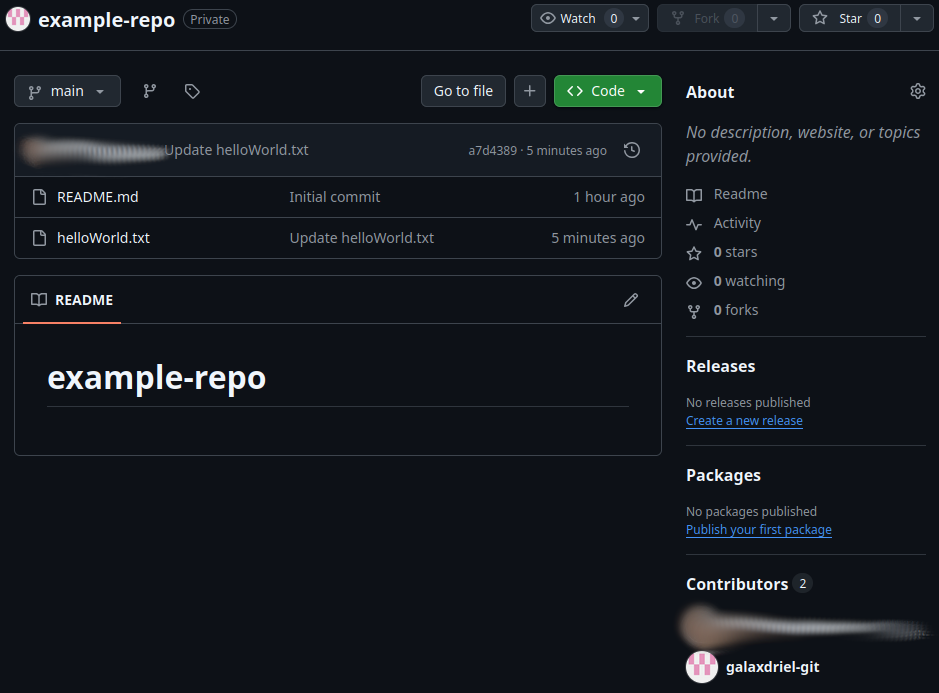 example-repo Private Watch 0 Fork 0 Star 0
main Go to file Code
Update helloWorld.txt a7d4389 · 5 minutes ago
README.md Initial commit 1 hour ago
helloWorld.txt Update helloWorld.txt 5 minutes ago
README
example-repo
About
No description, website, or topics
provided.
Readme
Activity
0 stars
0 watching
0 forks
Releases
No releases published
Create a new release
Packages
No packages published
Publish your first package
Contributors 2
galaxdriel-git